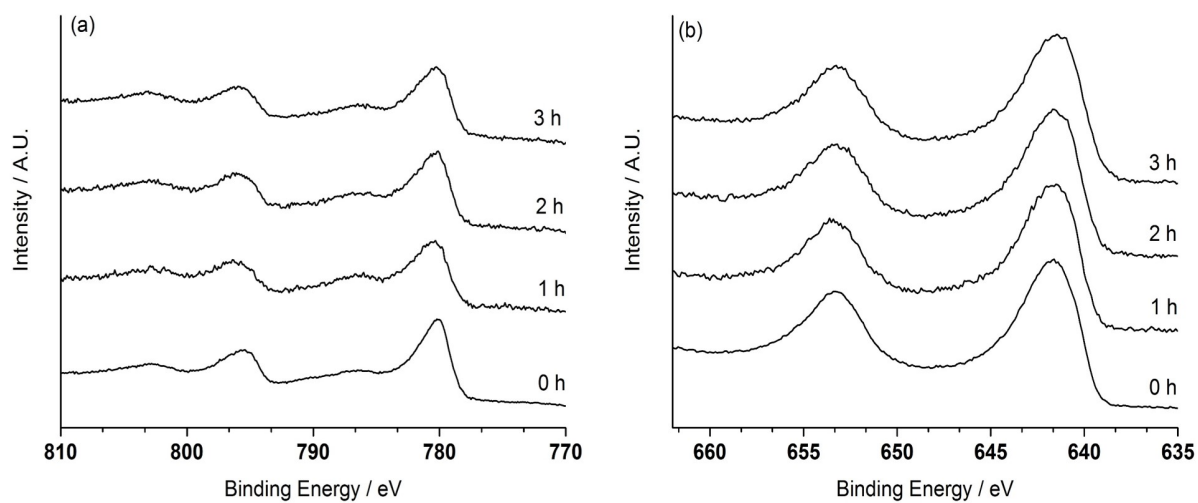 (a)
Intensity / A.U.
3 h
2 h
1 h
0 h
810 800 790 780 770
Binding Energy / eV
(b)
Intensity / A.U.
3 h
2 h
1 h
0 h
660 655 650 645 640 635
Binding Energy / eV